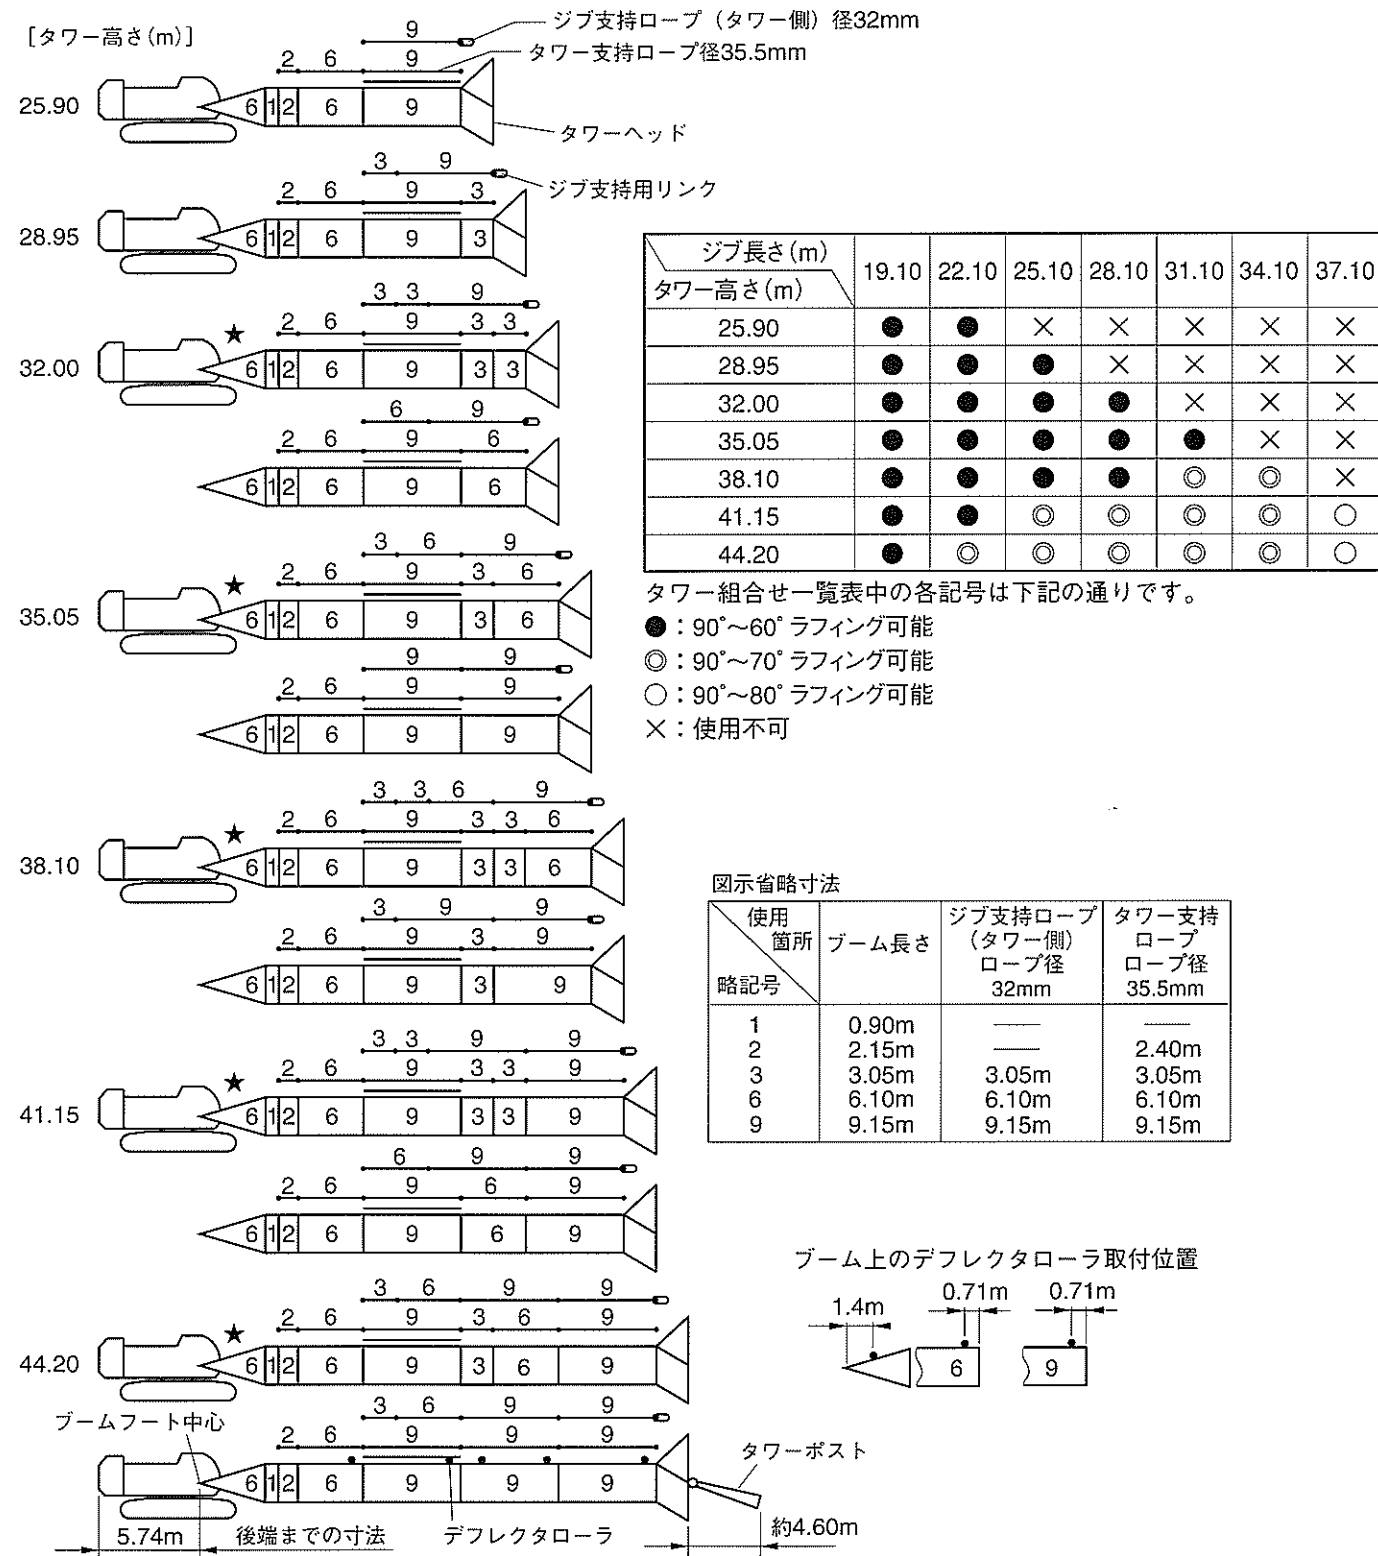 [タワー高さ(m)]
9
ジブ支持ロープ（タワー側）径32mm
2 6 9
タワー支持ロープ径35.5mm
25.90
6 1 2 6 9
タワーヘッド
3 9
ジブ支持用リンク
2 6 9 3
28.95
6 1 2 6 9 3
3 3 9
★ 2 6 9 3 3
32.00
6 1 2 6 9 3 3
6 9
2 6 9 6
6 1 2 6 9 6
3 6 9
★ 2 6 9 3 6
35.05
6 1 2 6 9 3 6
9 9
2 6 9 9
6 1 2 6 9 9
3 3 6 9
★ 2 6 9 3 3 6
38.10
6 1 2 6 9 3 3 6
3 9 9
2 6 9 3 9
6 1 2 6 9 3 9
3 3 9 9
★ 2 6 9 3 3 9
41.15
6 1 2 6 9 3 3 9
6 9 9
2 6 9 6 9
6 1 2 6 9 6 9
3 6 9 9
★ 2 6 9 3 6 9
44.20
6 1 2 6 9 3 6 9
ブームフート中心
3 6 9 9
2 6 9 9 9
タワーポスト
6 1 2 6 9 9 9
5.74m
後端までの寸法
デフレクタローラ
約4.60m
ジブ長さ(m)
タワー高さ(m)
19.10 22.10 25.10 28.10 31.10 34.10 37.10
25.90 ● ● × × × × ×
28.95 ● ● ● × × × ×
32.00 ● ● ● ● × × ×
35.05 ● ● ● ● ● × ×
38.10 ● ● ● ● ◎ ◎ ×
41.15 ● ● ◎ ◎ ◎ ◎ ○
44.20 ● ◎ ◎ ◎ ◎ ◎ ○
タワー組合せ一覧表中の各記号は下記の通りです。
●：90°～60° ラフィング可能
◎：90°～70° ラフィング可能
○：90°～80° ラフィング可能
×：使用不可
図示省略寸法
使用
箇所
略記号
ブーム長さ
ジブ支持ロープ
（タワー側）
ロープ径
32mm
タワー支持
ロープ
ロープ径
35.5mm
1 0.90m — —
2 2.15m — 2.40m
3 3.05m 3.05m 3.05m
6 6.10m 6.10m 6.10m
9 9.15m 9.15m 9.15m
ブーム上のデフレクタローラ取付位置
1.4m 0.71m 0.71m
6 9